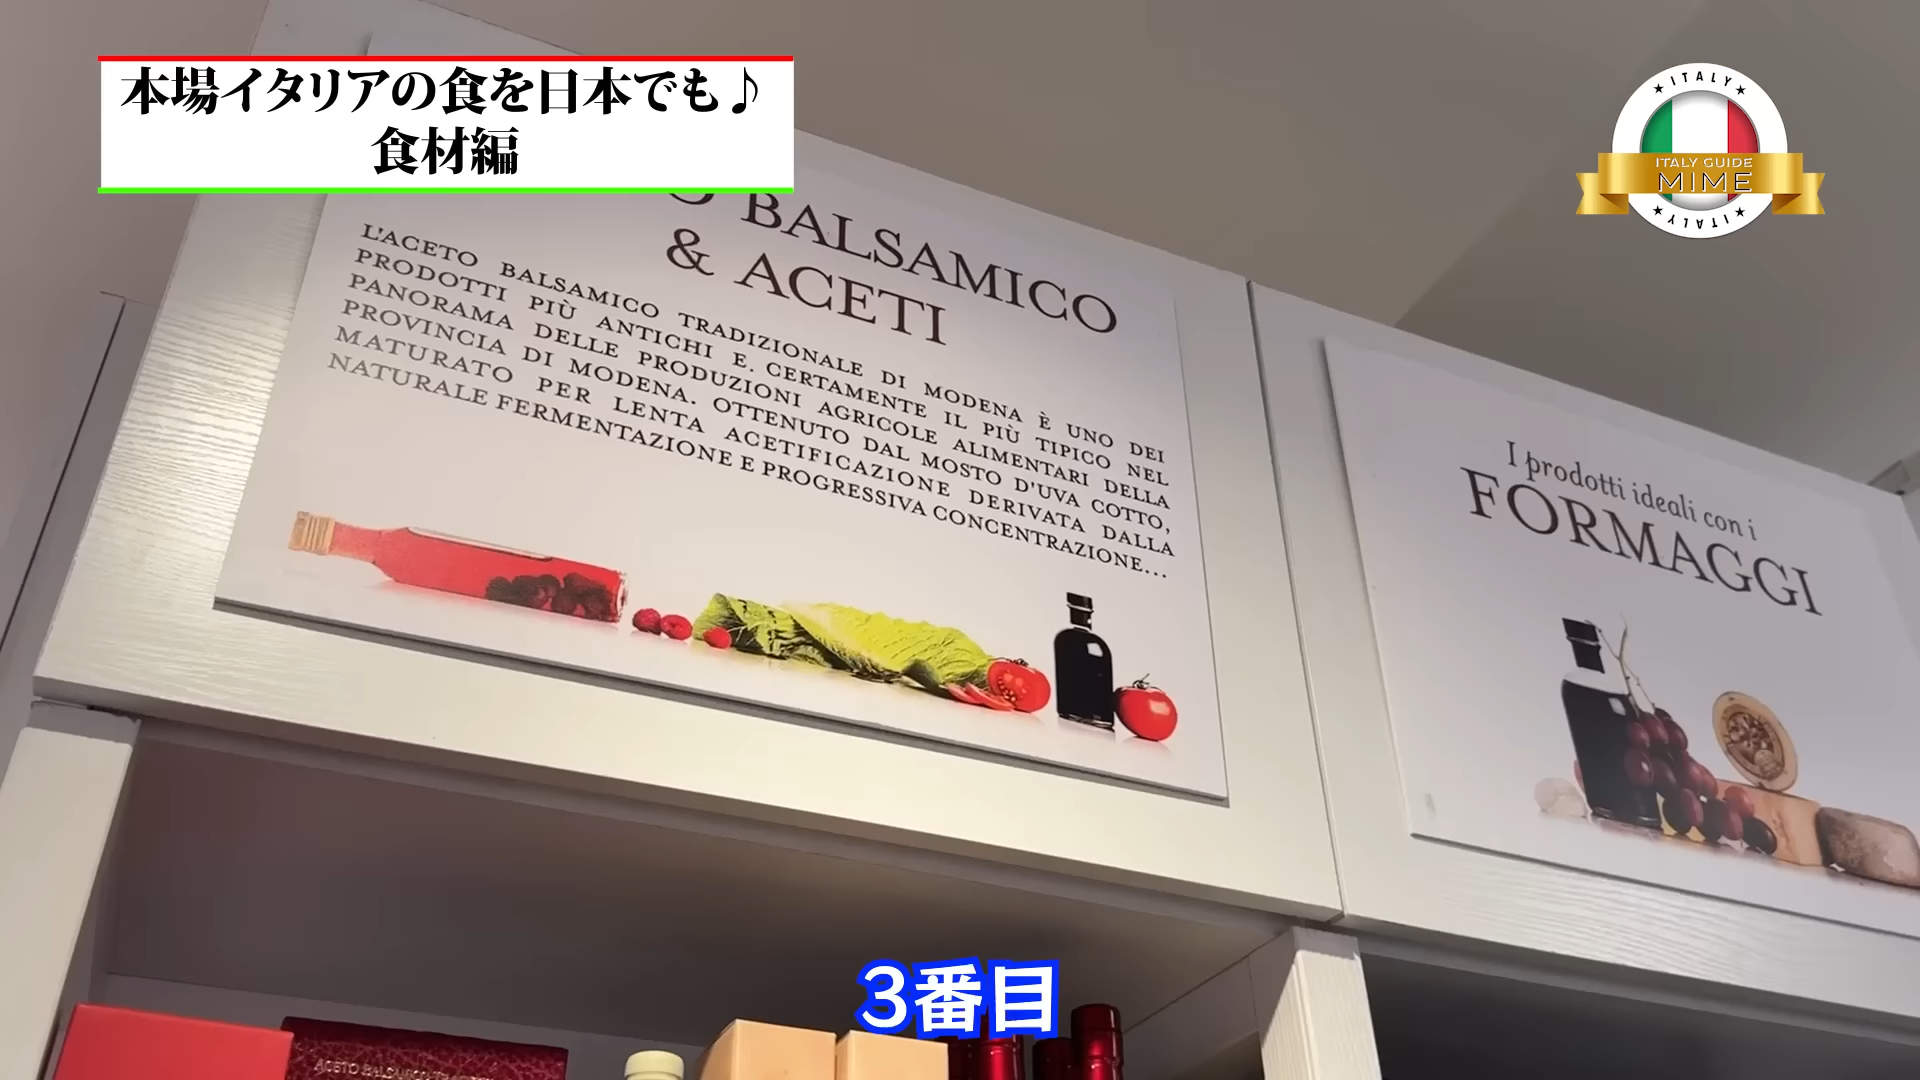 本場イタリアの食を日本でも♪
食材編
ITALY
ITALY GUIDE
MIME
ITALY
BALSAMICO
& ACETI
L'ACETO BALSAMICO TRADIZIONALE DI MODENA È UNO DEI
PRODOTTI PIÙ ANTICHI E. CERTAMENTE IL PIÙ TIPICO NEL
PANORAMA DELLE PRODUZIONI AGRICOLE ALIMENTARI DELLA
PROVINCIA DI MODENA. OTTENUTO DAL MOSTO D'UVA COTTO,
MATURATO PER LENTA ACETIFICAZIONE DERIVATA DALLA
NATURALE FERMENTAZIONE E PROGRESSIVA CONCENTRAZIONE...
I prodotti ideali con i
FORMAGGI
3番目
ACETO BALSAMICO